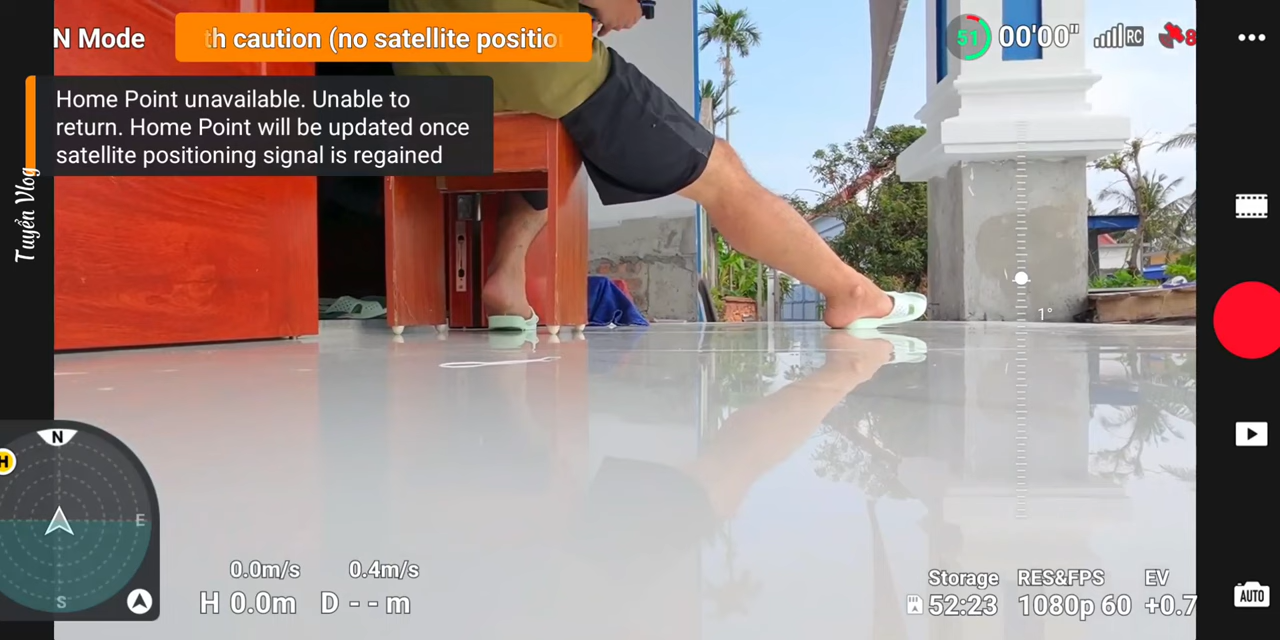 N Mode
th caution (no satellite positio
51
00'00"
RC
8
Home Point unavailable. Unable to
return. Home Point will be updated once
satellite positioning signal is regained
Tuyển Vlog
1°
N
H
E
S
0.0m/s 0.4m/s
H 0.0m D - - m
Storage RES&FPS EV
52:23 1080p 60 +0.7
AUTO